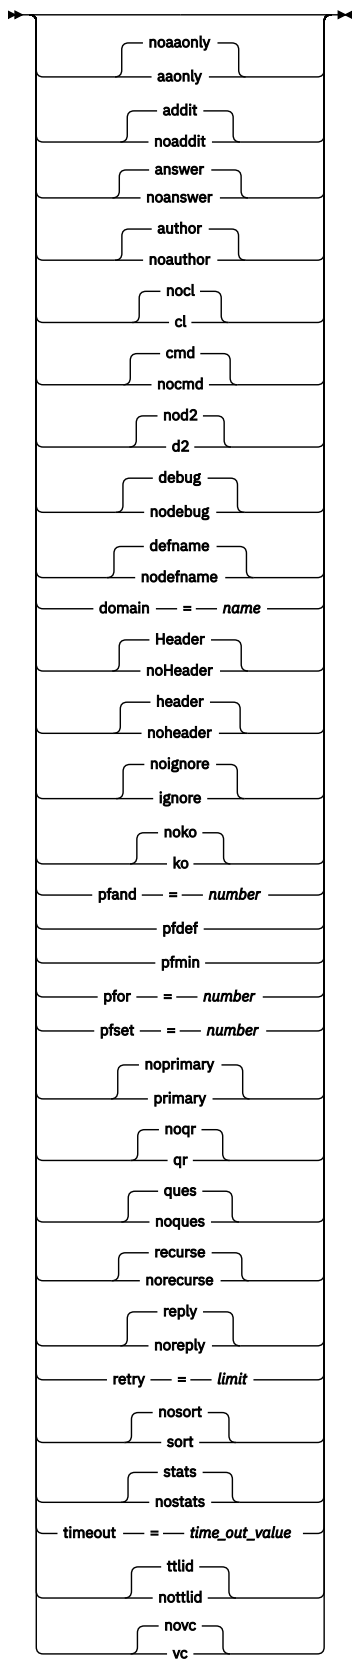 noaaonly
aaonly
addit
noaddit
answer
noanswer
author
noauthor
nocl
cl
cmd
nocmd
nod2
d2
debug
nodebug
defname
nodefname
domain = name
Header
noHeader
header
noheader
noignore
ignore
noko
ko
pfand = number
pfdef
pfmin
pfor = number
pfset = number
noprimary
primary
noqr
qr
ques
noques
recurse
norecurse
reply
noreply
retry = limit
nosort
sort
stats
nostats
timeout = time_out_value
ttlid
nottlid
novc
vc